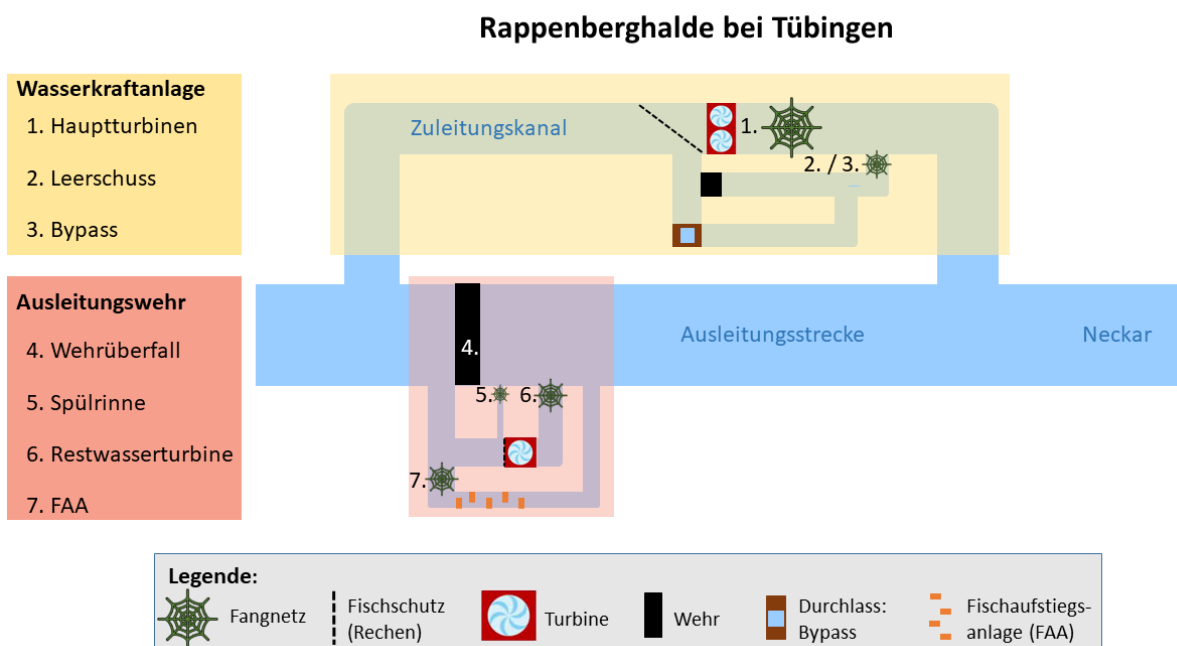 Rappenberghalde bei Tübingen
Wasserkraftanlage
1. Hauptturbinen
2. Leerschuss
3. Bypass
Zuleitungskanal
1.
2. / 3.
Ausleitungswehr
4. Wehrüberfall
5. Spülrinne
6. Restwasserturbine
7. FAA
Ausleitungsstrecke
Neckar
4.
5.
6.
7.
Legende:
Fangnetz
Fischschutz
(Rechen)
Turbine
Wehr
Durchlass:
Bypass
Fischaufstiegs-
anlage (FAA)